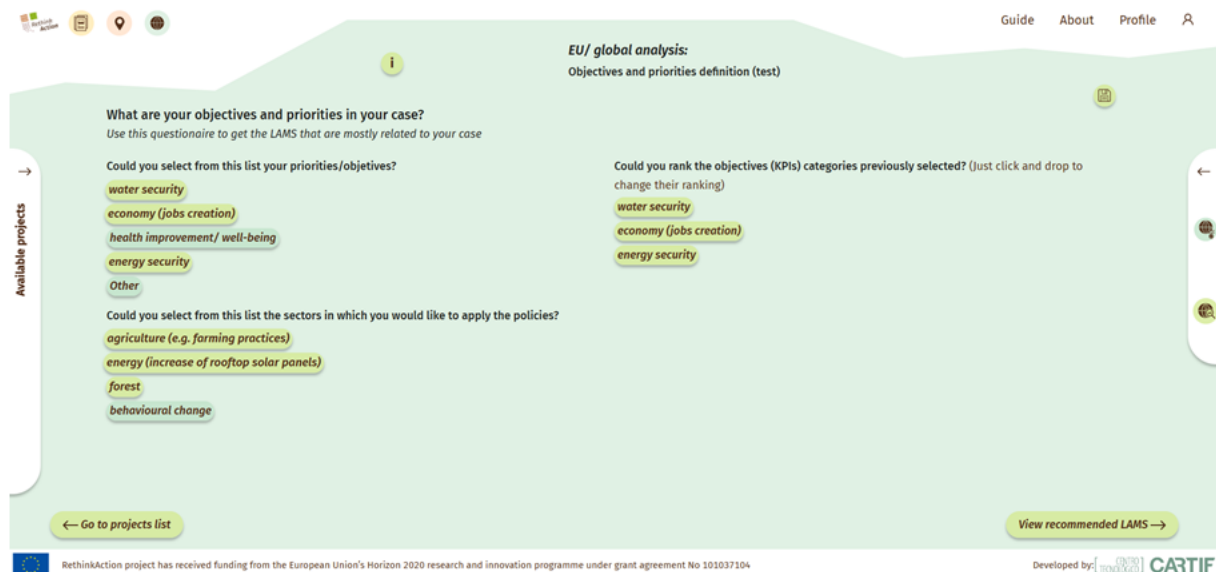 Rethink
Action
Guide About Profile
EU/ global analysis:
Objectives and priorities definition (test)
i
What are your objectives and priorities in your case?
Use this questionaire to get the LAMS that are mostly related to your case
Could you select from this list your priorities/objetives?
water security
economy (jobs creation)
health improvement/ well-being
energy security
Other
Could you rank the objectives (KPIs) categories previously selected? (Just click and drop to
change their ranking)
water security
economy (jobs creation)
energy security
Could you select from this list the sectors in which you would like to apply the policies?
agriculture (e.g. farming practices)
energy (increase of rooftop solar panels)
forest
behavioural change
Available projects
← Go to projects list
View recommended LAMS →
RethinkAction project has received funding from the European Union's Horizon 2020 research and innovation programme under grant agreement No 101037104
Developed by:
CENTRO
TECNOLÓGICO
CARTIF